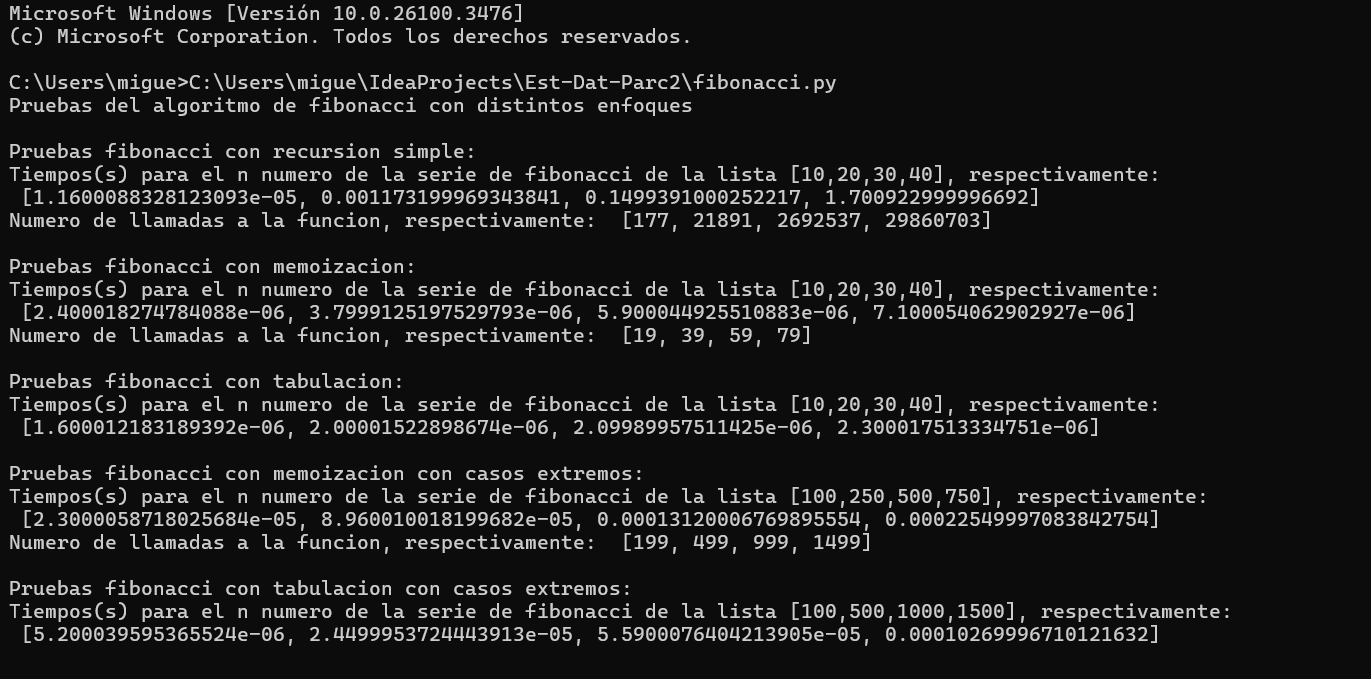 Microsoft Windows [Versión 10.0.26100.3476]
(c) Microsoft Corporation. Todos los derechos reservados.
C:\Users\migue>C:\Users\migue\IdeaProjects\Est-Dat-Parc2\fibonacci.py
Pruebas del algoritmo de fibonacci con distintos enfoques
Pruebas fibonacci con recursion simple:
Tiempos(s) para el n numero de la serie de fibonacci de la lista [10,20,30,40], respectivamente:
[1.1600088328123093e-05, 0.001173199969343841, 0.1499391000252217, 1.700922999996692]
Numero de llamadas a la funcion, respectivamente:  [177, 21891, 2692537, 29860703]
Pruebas fibonacci con memoizacion:
Tiempos(s) para el n numero de la serie de fibonacci de la lista [10,20,30,40], respectivamente:
[2.400018274784088e-06, 3.7999125197529793e-06, 5.900044925510883e-06, 7.100054062902927e-06]
Numero de llamadas a la funcion, respectivamente:  [19, 39, 59, 79]
Pruebas fibonacci con tabulacion:
Tiempos(s) para el n numero de la serie de fibonacci de la lista [10,20,30,40], respectivamente:
[1.600012183189392e-06, 2.00001522898674e-06, 2.09989957511425e-06, 2.300017513334751e-06]
Pruebas fibonacci con memoizacion con casos extremos:
Tiempos(s) para el n numero de la serie de fibonacci de la lista [100,250,500,750], respectivamente:
[2.3000058718025684e-05, 8.960010018199682e-05, 0.00013120006769895554, 0.00022549997083842754]
Numero de llamadas a la funcion, respectivamente:  [199, 499, 999, 1499]
Pruebas fibonacci con tabulacion con casos extremos:
Tiempos(s) para el n numero de la serie de fibonacci de la lista [100,500,1000,1500], respectivamente:
[5.200039595365524e-06, 2.4499953724443913e-05, 5.5900076404213905e-05, 0.00010269996710121632]